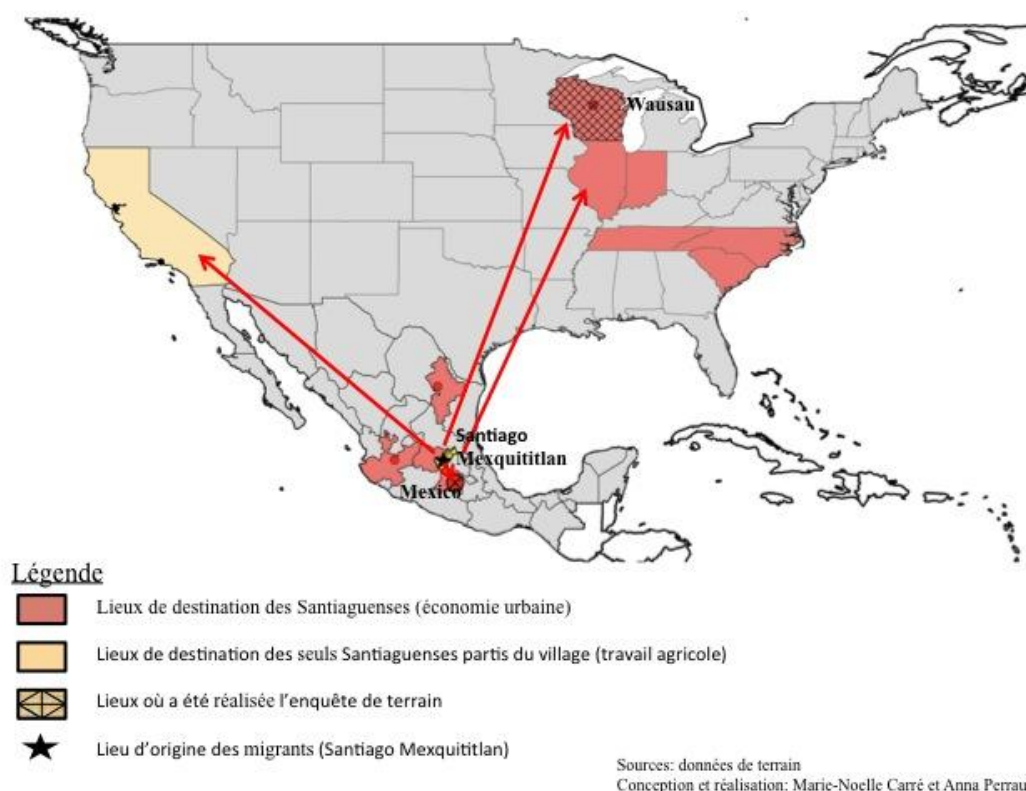 Wausau
Santiago
Mexquititlan
Mexico
Légende
Lieux de destination des Santiaguenses (économie urbaine)
Lieux de destination des seuls Santiaguenses partis du village (travail agricole)
Lieux où a été réalisée l'enquête de terrain
Lieu d'origine des migrants (Santiago Mexquititlan)
Sources: données de terrain
Conception et réalisation: Marie-Noelle Carré et Anna Perrau